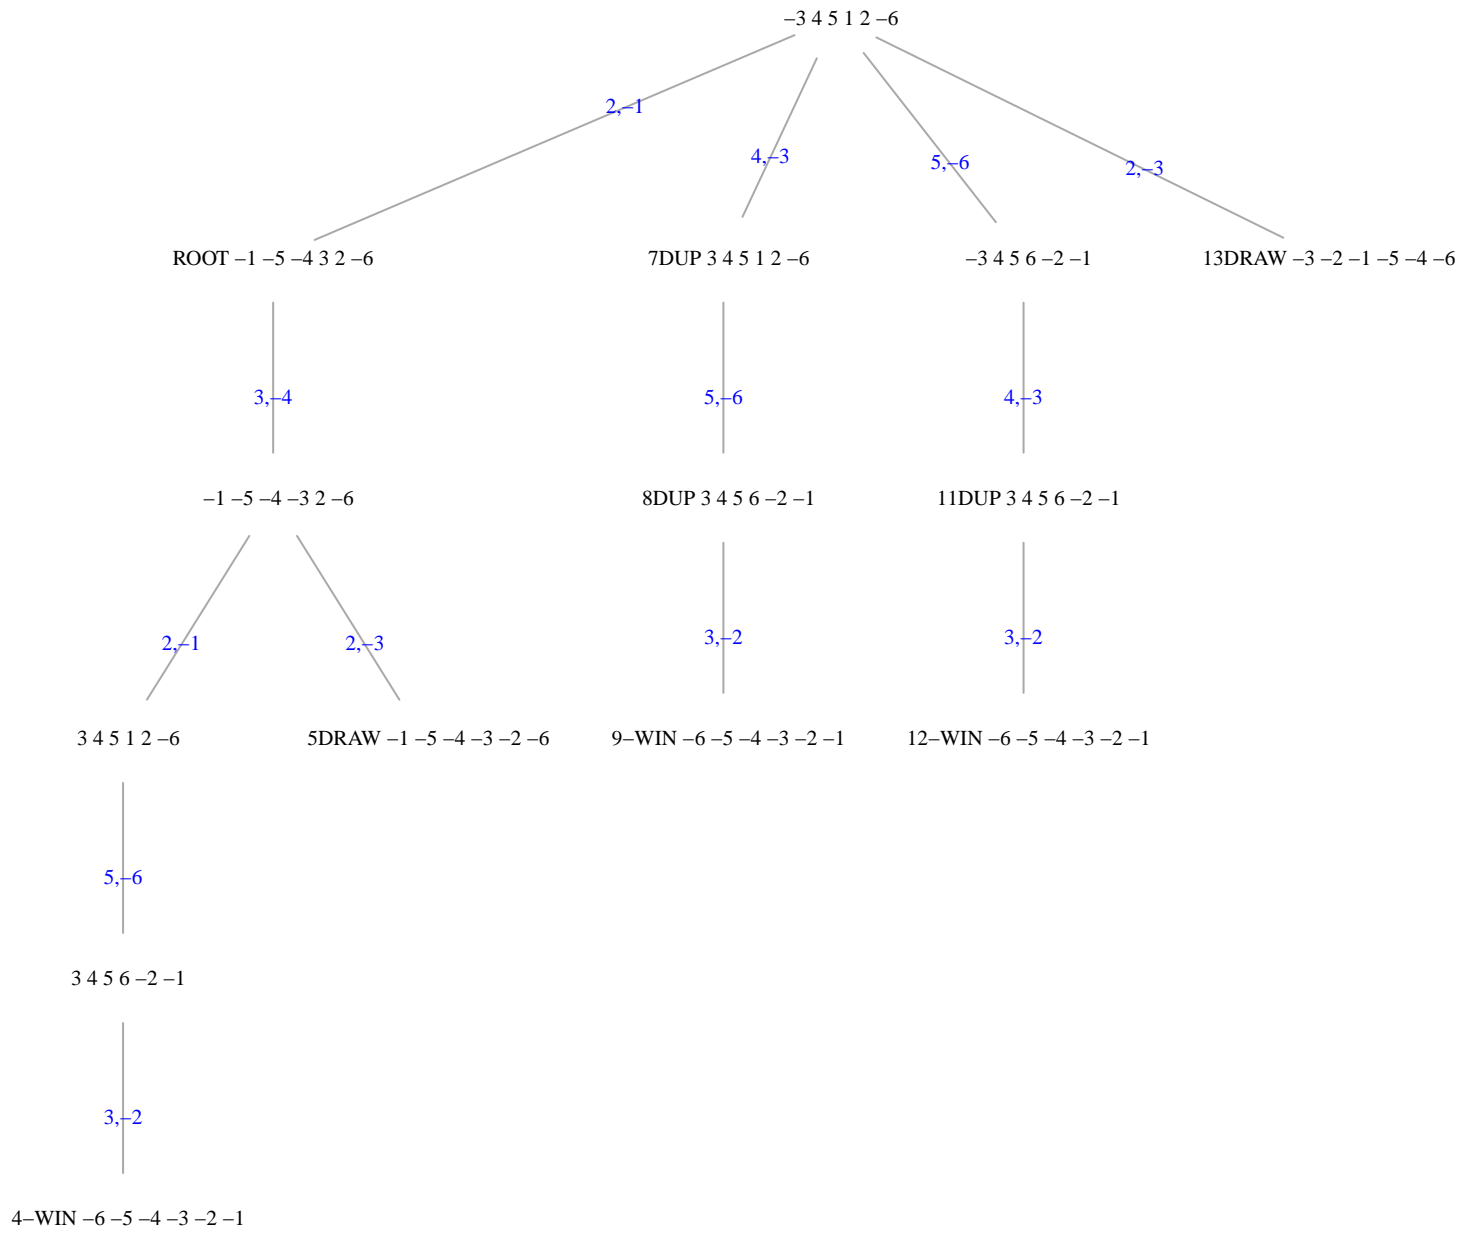 –3 4 5 1 2 –6
2,–1
4,–3
5,–6
2,–3
ROOT –1 –5 –4 3 2 –6
7DUP 3 4 5 1 2 –6
–3 4 5 6 –2 –1
13DRAW –3 –2 –1 –5 –4 –6
3,–4
5,–6
4,–3
–1 –5 –4 –3 2 –6
8DUP 3 4 5 6 –2 –1
11DUP 3 4 5 6 –2 –1
2,–1
2,–3
3,–2
3,–2
3 4 5 1 2 –6
5DRAW –1 –5 –4 –3 –2 –6
9–WIN –6 –5 –4 –3 –2 –1
12–WIN –6 –5 –4 –3 –2 –1
5,–6
3 4 5 6 –2 –1
3,–2
4–WIN –6 –5 –4 –3 –2 –1